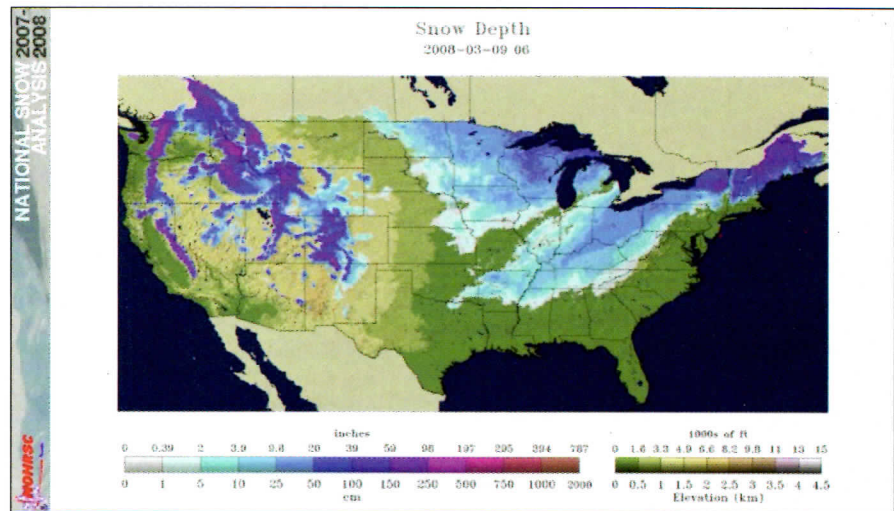 NATIONAL SNOW 2007-
ANALYSIS 2008
Snow Depth
2008-03-09 06
inches
0 0.39 2 3.9 9.8 20 39 59 98 197 295 394 787
0 1 5 10 25 50 100 150 250 500 750 1000 2000
cm
1000s of ft
0 1.6 3.3 4.9 6.6 8.2 9.8 11 13 15
0 0.5 1 1.5 2 2.5 3 3.5 4 4.5
Elevation (km)
NOHRSC